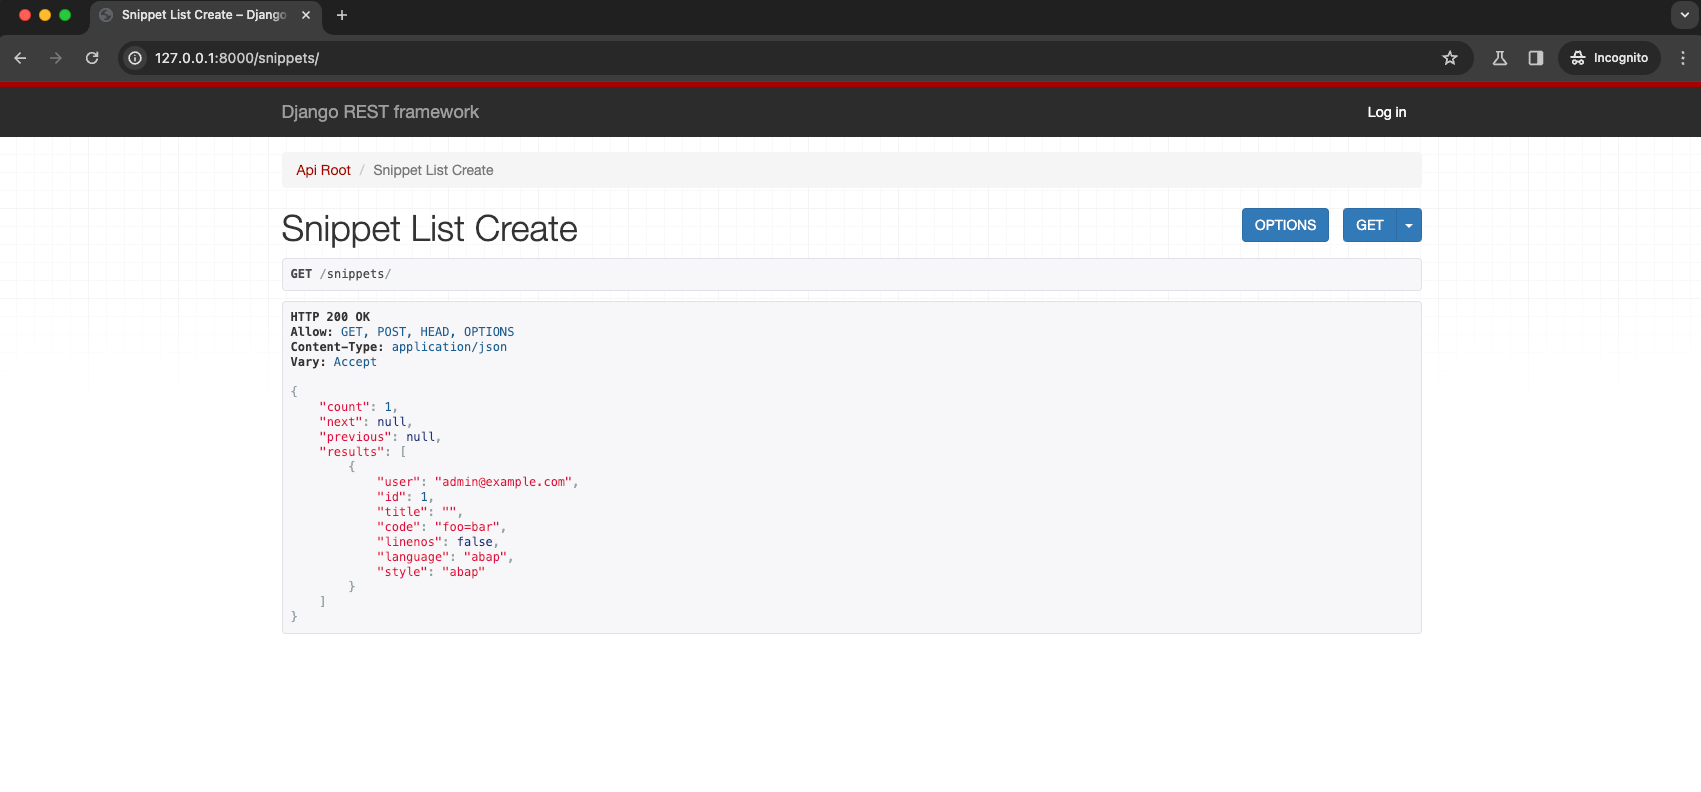 Snippet List Create – Django
127.0.0.1:8000/snippets/
Incognito
Django REST framework
Log in
Api Root / Snippet List Create
Snippet List Create
OPTIONS
GET
GET /snippets/
HTTP 200 OK
Allow: GET, POST, HEAD, OPTIONS
Content-Type: application/json
Vary: Accept
{
"count": 1,
"next": null,
"previous": null,
"results": [
{
"user": "admin@example.com",
"id": 1,
"title": "",
"code": "foo=bar",
"linenos": false,
"language": "abap",
"style": "abap"
}
]
}